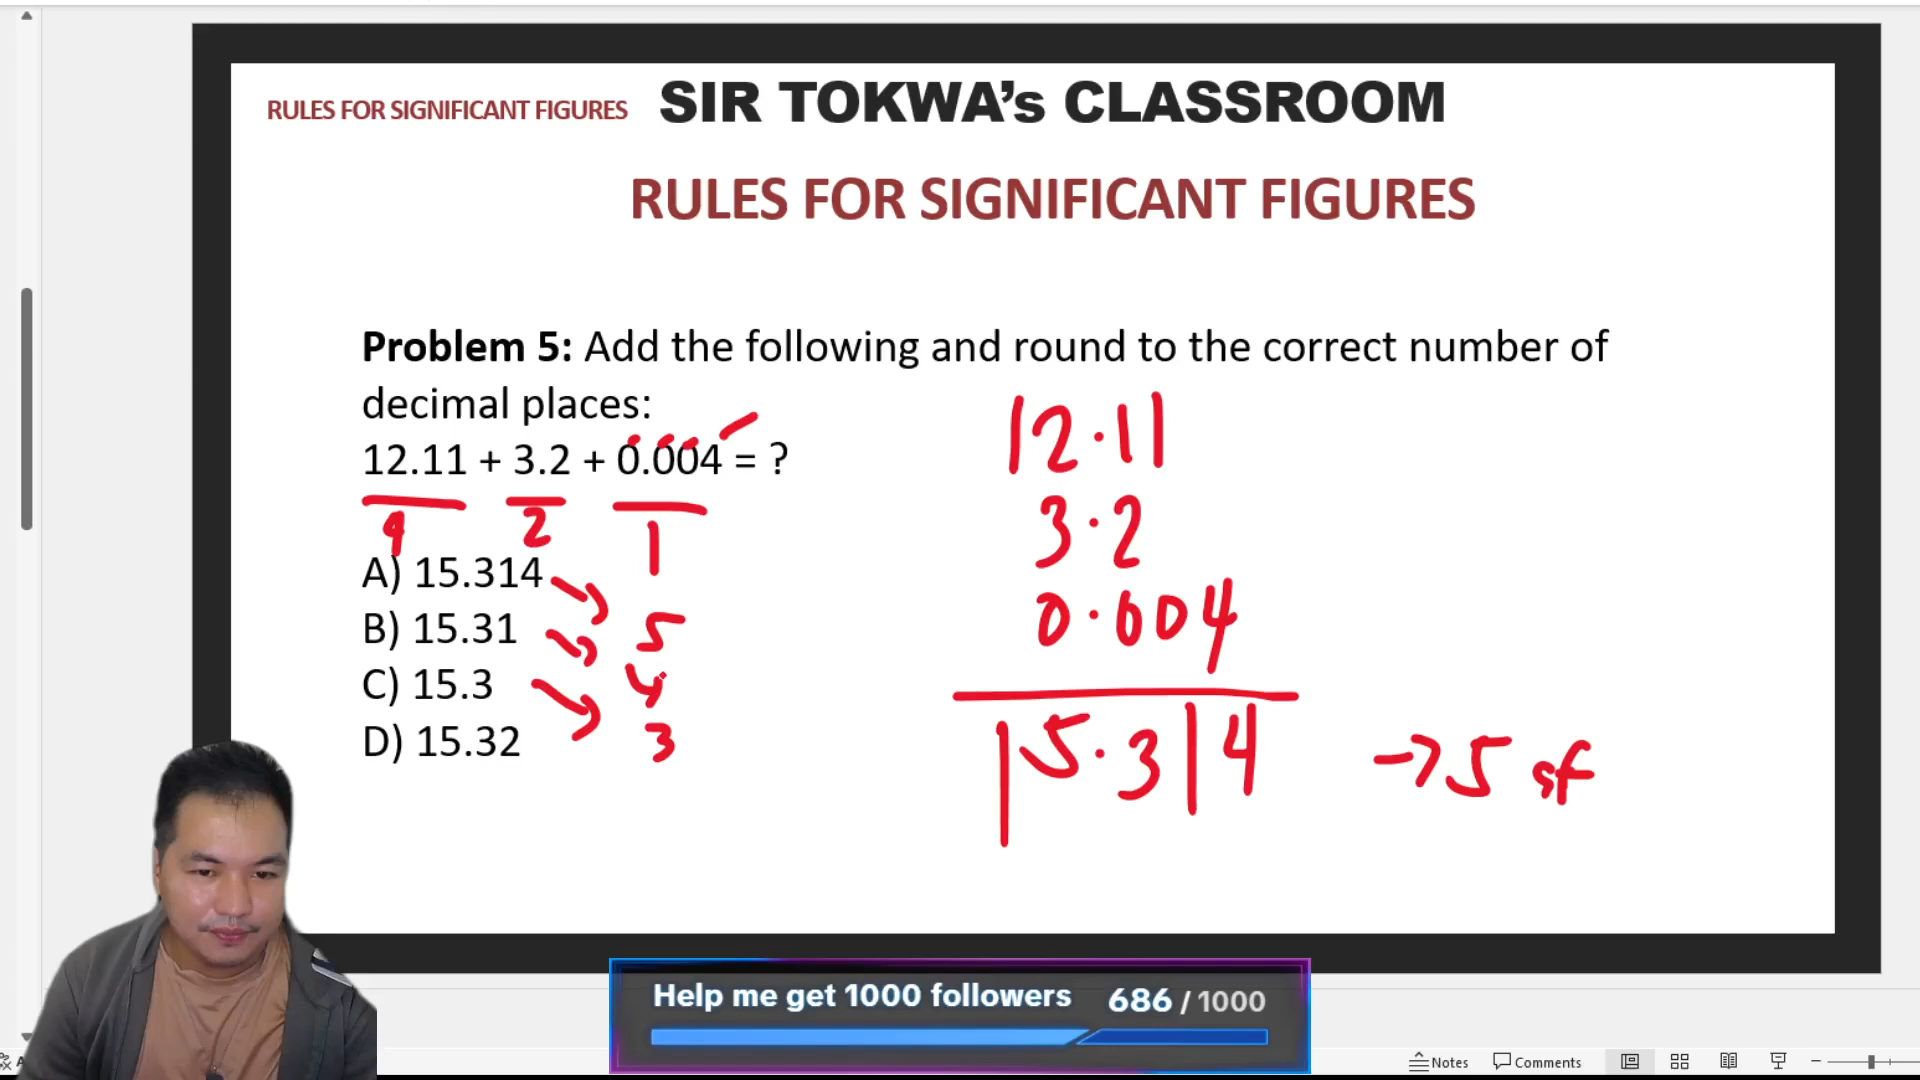 RULES FOR SIGNIFICANT FIGURES
SIR TOKWA's CLASSROOM
RULES FOR SIGNIFICANT FIGURES
Problem 5: Add the following and round to the correct number of
decimal places:
12.11 + 3.2 + 0.004 = ?
4 2 1
A) 15.314
B) 15.31
C) 15.3
D) 15.32
5
4
3
12.11
3.2
0.004
15.314 → 5 sf
Help me get 1000 followers 686 / 1000
Notes Comments